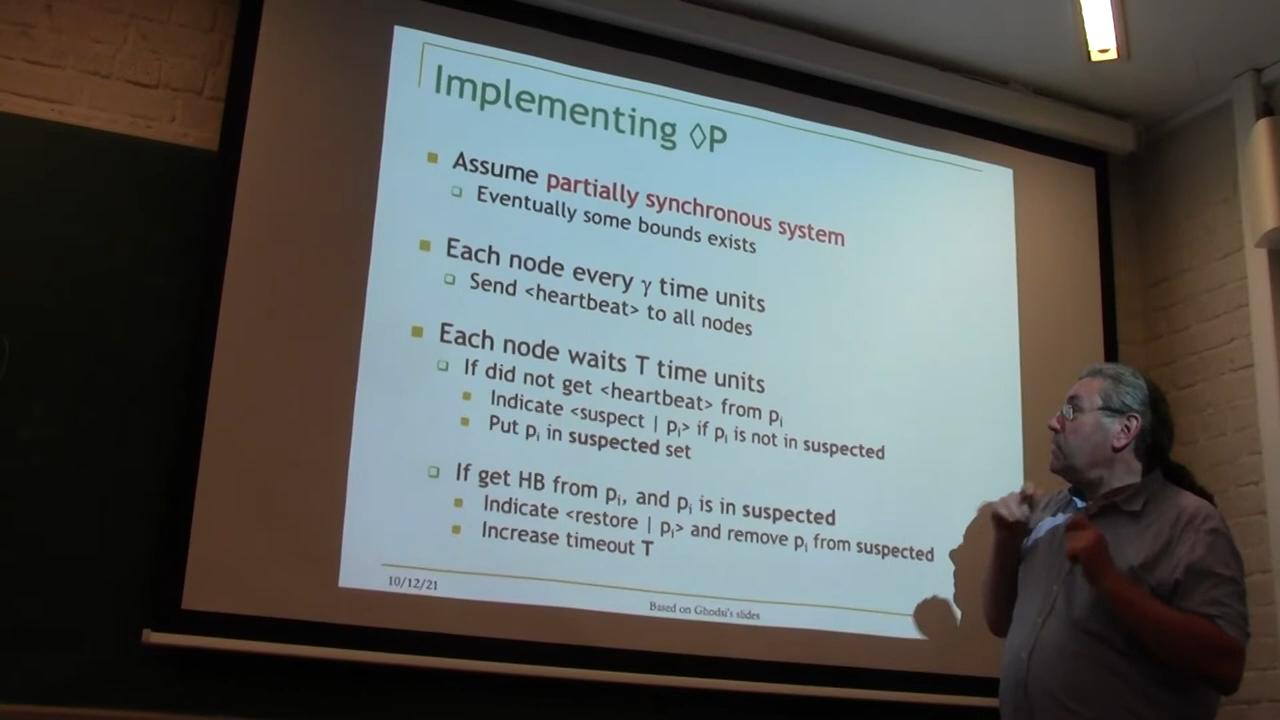 Implementing ◊P
Assume partially synchronous system
Eventually some bounds exists
Each node every γ time units
Send <heartbeat> to all nodes
Each node waits T time units
If did not get <heartbeat> from pi
Indicate <suspect | pi> if pi is not in suspected
Put pi in suspected set
If get HB from pi, and pi is in suspected
Indicate <restore | pi> and remove pi from suspected
Increase timeout T
10/12/21
Based on Ghodsi's slides